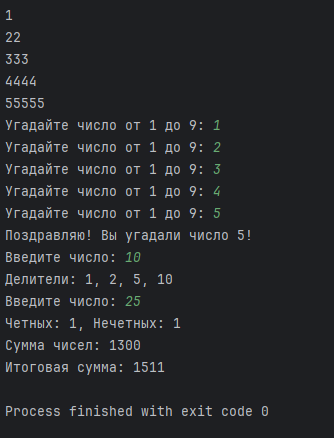 1
22
333
4444
55555
Угадайте число от 1 до 9: 1
Угадайте число от 1 до 9: 2
Угадайте число от 1 до 9: 3
Угадайте число от 1 до 9: 4
Угадайте число от 1 до 9: 5
Поздравляю! Вы угадали число 5!
Введите число: 10
Делители: 1, 2, 5, 10
Введите число: 25
Четных: 1, Нечетных: 1
Сумма чисел: 1300
Итоговая сумма: 1511
Process finished with exit code 0